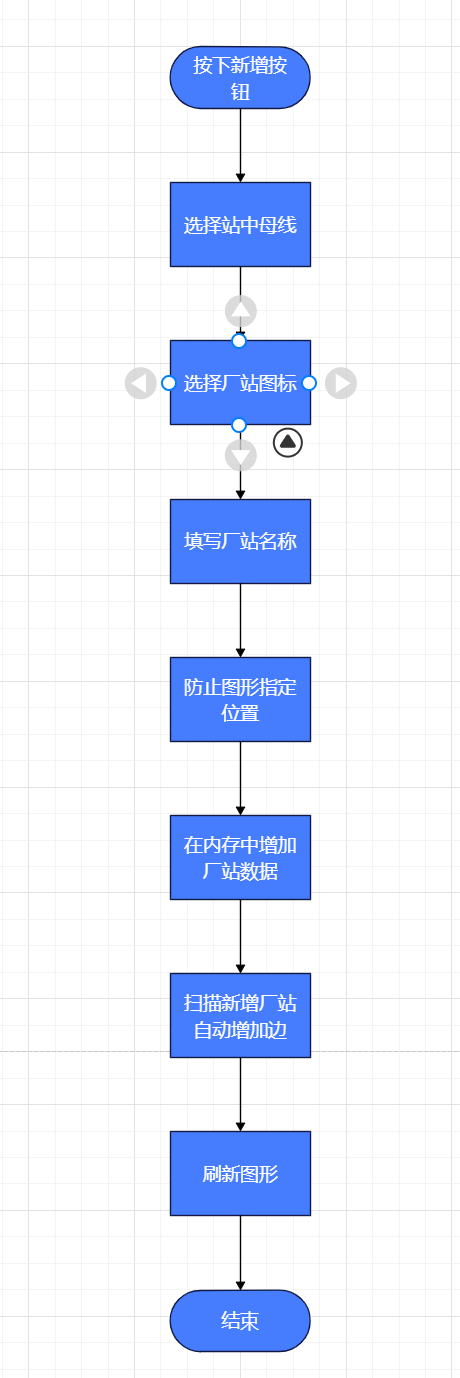 按下新增按
钮
选择站中母线
选择厂站图标
填写厂站名称
防止图形指定
位置
在内存中增加
厂站数据
扫描新增厂站
自动增加边
刷新图形
结束